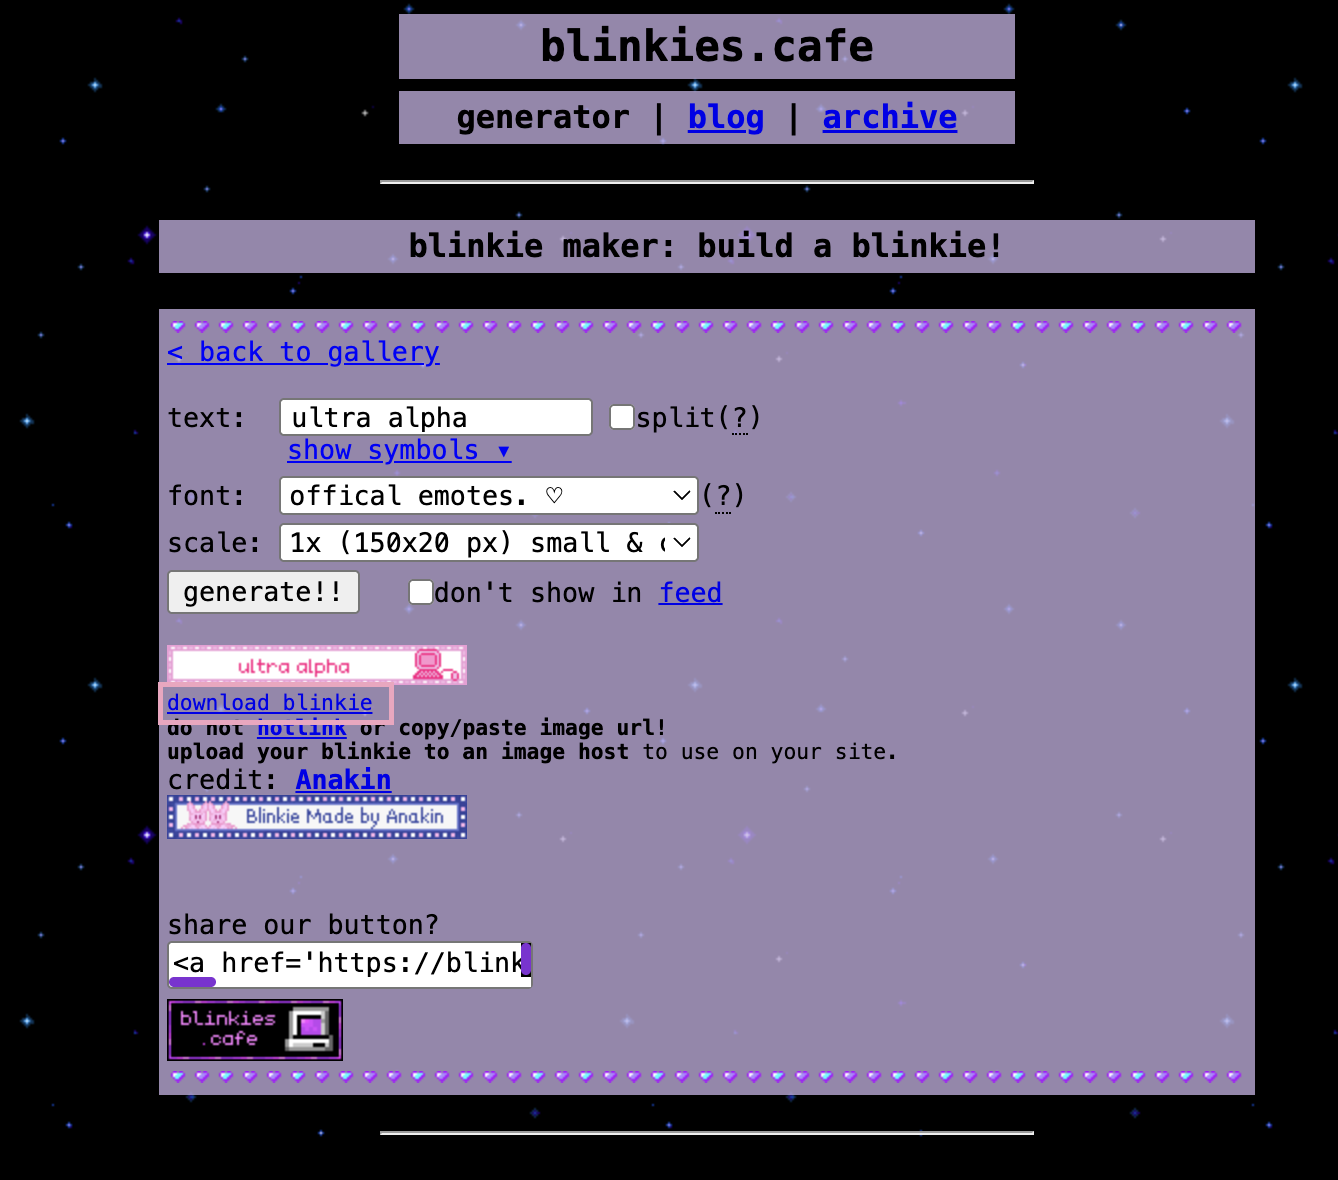 blinkies.cafe
generator | blog | archive
blinkie maker: build a blinkie!
< back to gallery
text: ultra alpha split(?)
show symbols ▾
font: offical emotes. ♡ (?)
scale: 1x (150x20 px) small &
generate!! don't show in feed
ultra alpha
download blinkie
do not hotlink or copy/paste image url!
upload your blinkie to an image host to use on your site.
credit: Anakin
Blinkie Made by Anakin
share our button?
<a href='https://blink
blinkies
.cafe